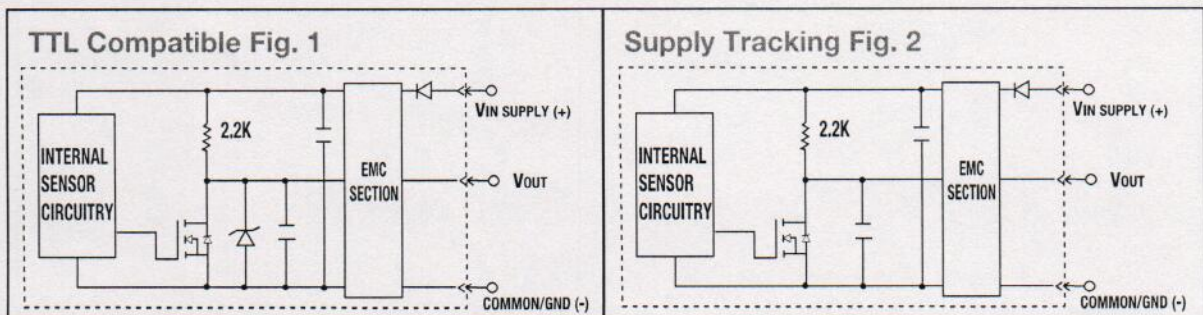 TTL Compatible Fig. 1
INTERNAL
SENSOR
CIRCUITRY
2.2K
EMC
SECTION
VIN SUPPLY (+)
VOUT
COMMON/GND (-)
Supply Tracking Fig. 2
INTERNAL
SENSOR
CIRCUITRY
2.2K
EMC
SECTION
VIN SUPPLY (+)
VOUT
COMMON/GND (-)